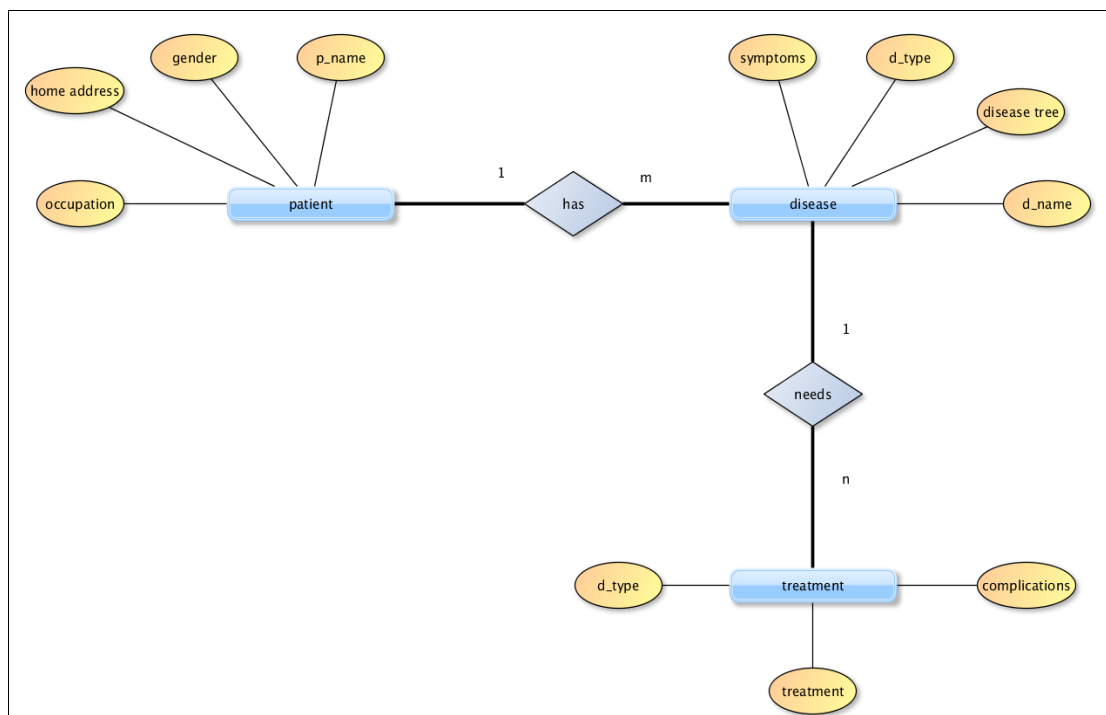 gender
p_name
symptoms
d_type
home address
disease tree
1
m
occupation
patient
has
disease
d_name
1
needs
n
d_type
treatment
complications
treatment